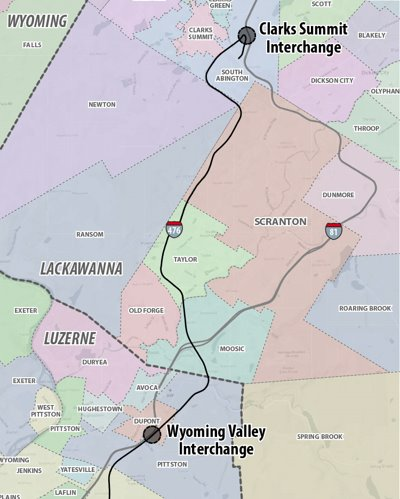 SCOTT
GREEN
WYOMING
FALLS
CLARKS
SUMMIT
Clarks Summit
Interchange
BLAKELY
SOUTH
ABINGTON
DICKSON CITY
OLYPHAN
NEWTON
THROOP
DUNMORE
SCRANTON
476
81
RANSOM
TAYLOR
LACKAWANNA
OLD FORGE
ROARING BROOK
EXETER
LUZERNE
MOOSIC
DURYEA
EXETER
AVOCA
WEST
PITTSTON
HUGHESTOWN
DUPONT
PITTSTON
Wyoming Valley
Interchange
SPRING BROOK
WYOMING
JENKINS
YATESVILLE
PITTSTON
LAFLIN
PLAINS